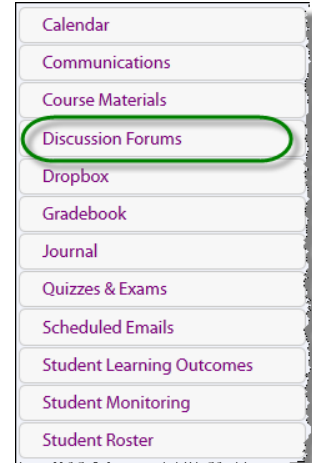 Calendar
Communications
Course Materials
Discussion Forums
Dropbox
Gradebook
Journal
Quizzes & Exams
Scheduled Emails
Student Learning Outcomes
Student Monitoring
Student Roster